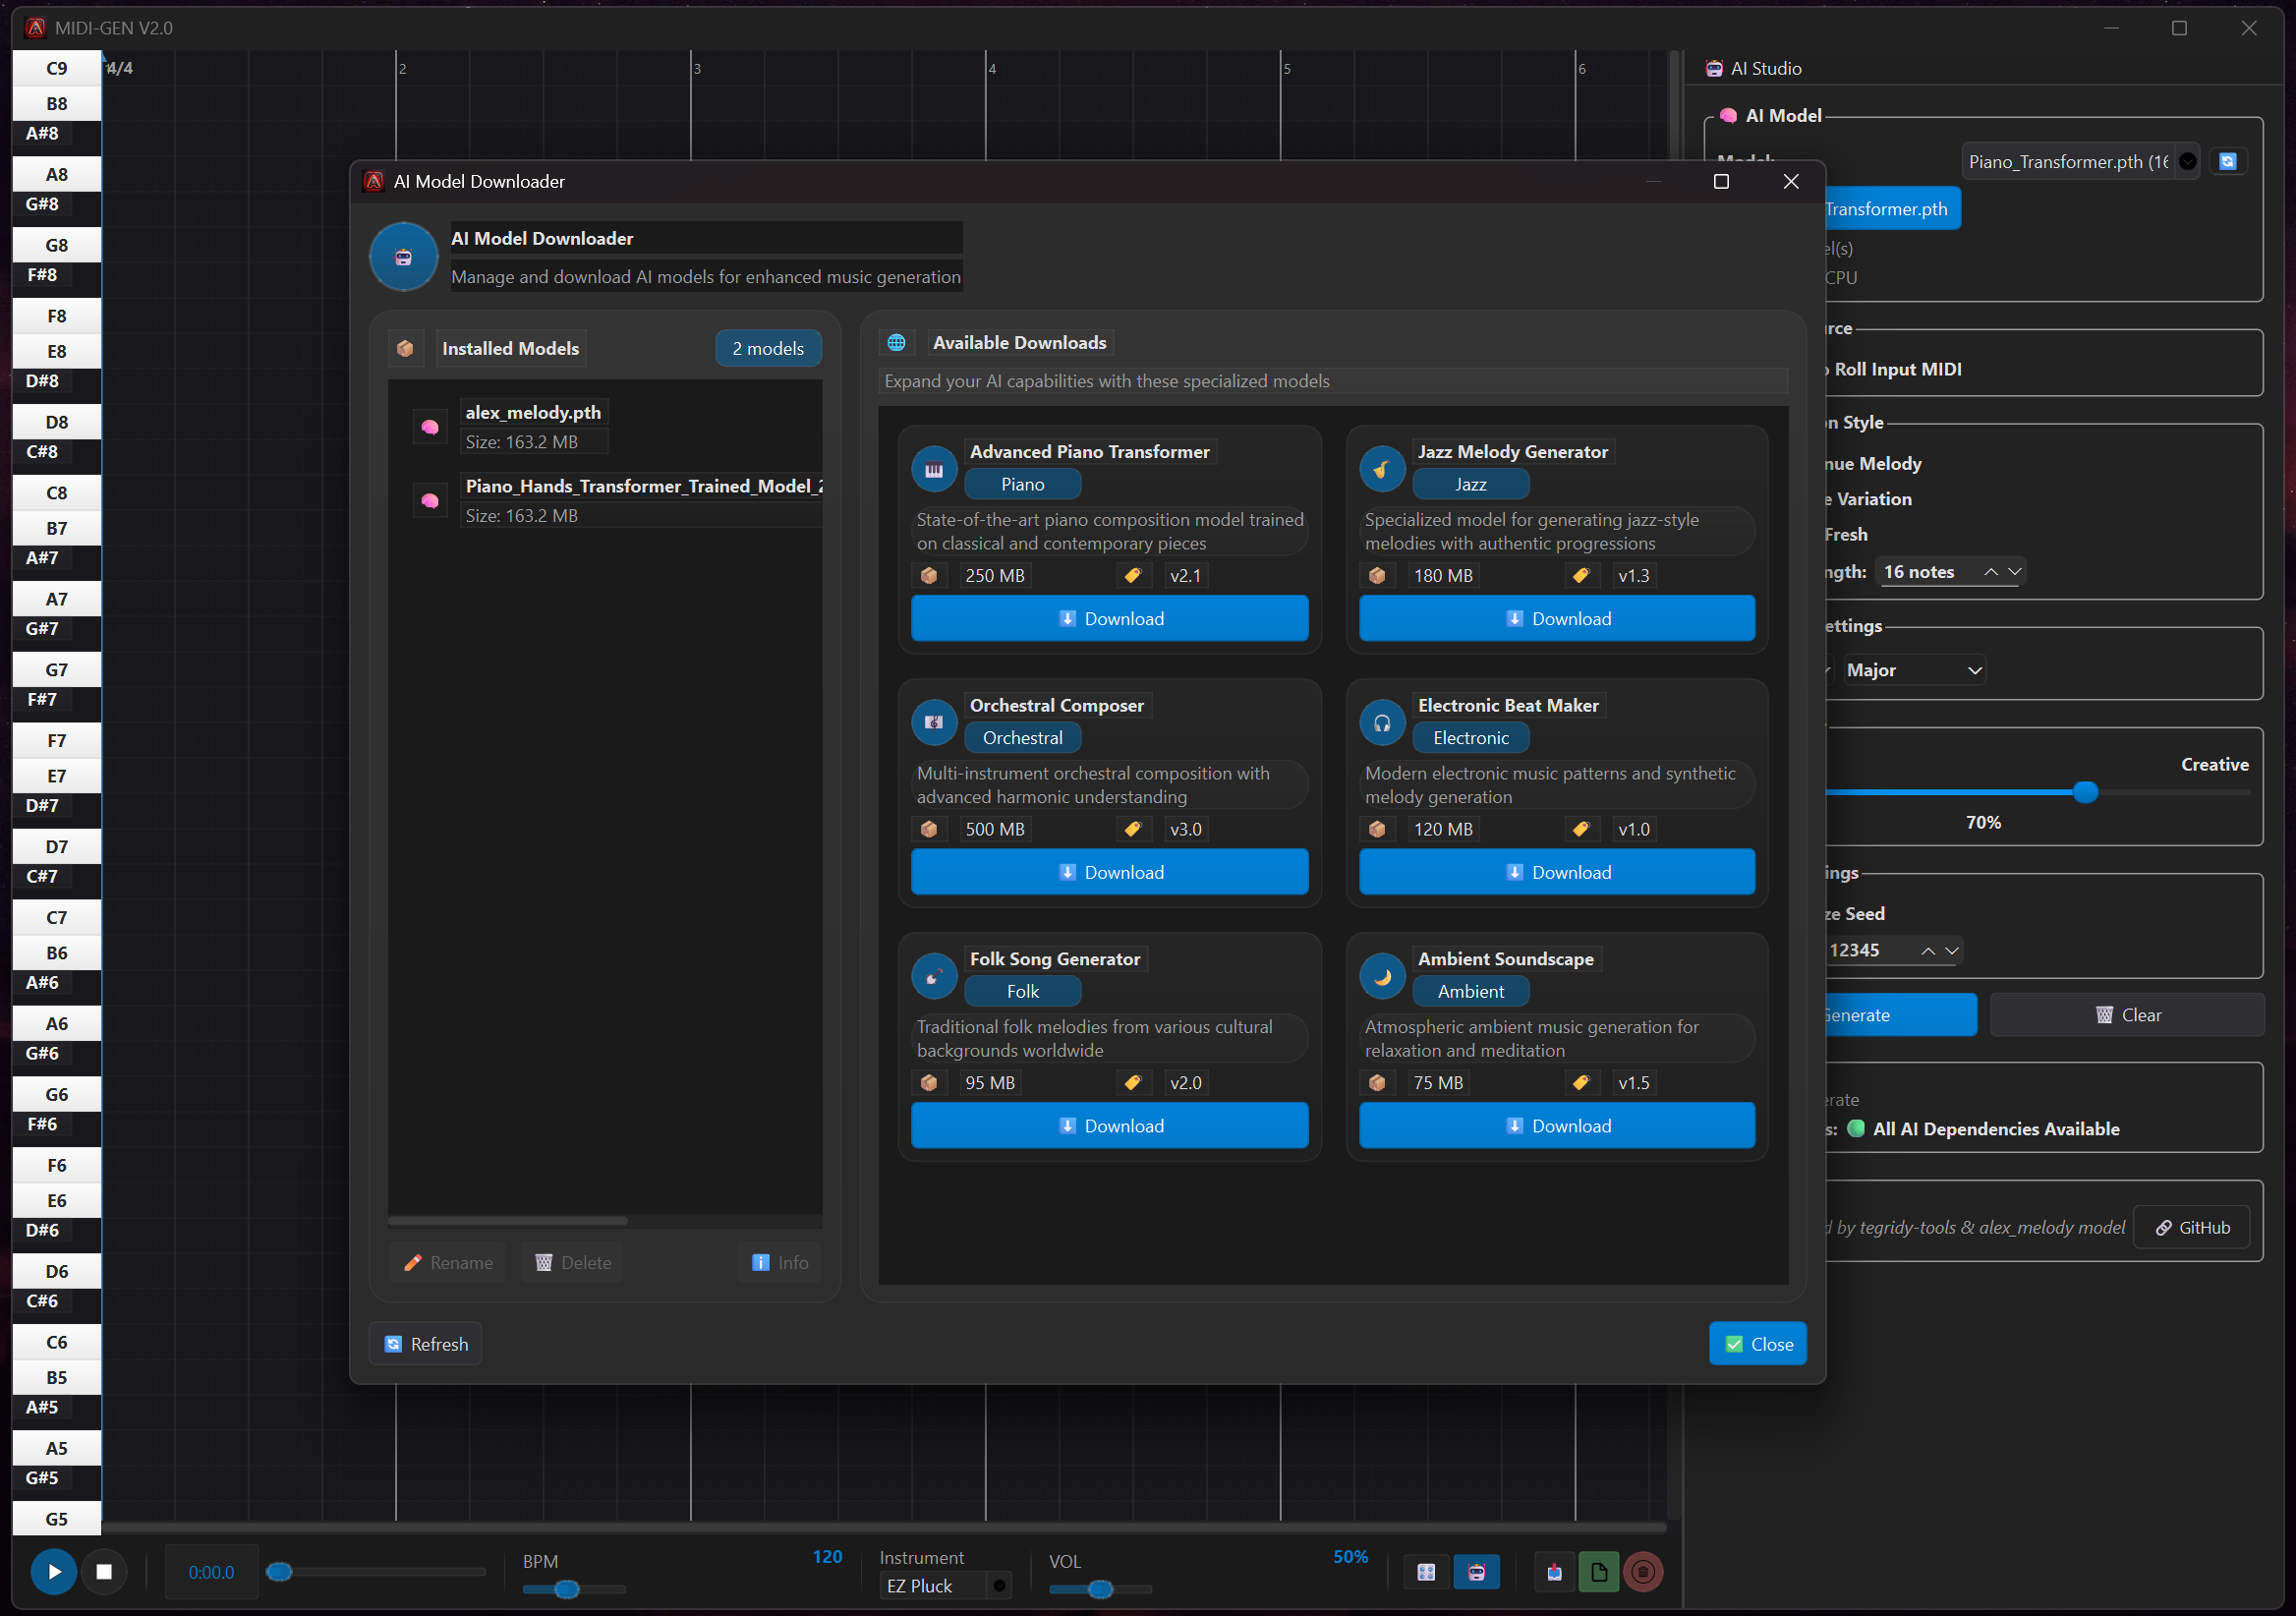 MIDI-GEN V2.0
C9
B8
A#8
A8
G#8
G8
F#8
F8
E8
D#8
D8
C#8
C8
B7
A#7
A7
G#7
G7
F#7
F7
E7
D#7
D7
C#7
C7
B6
A#6
A6
G#6
G6
F#6
F6
E6
D#6
D6
C#6
C6
B5
A#5
A5
G#5
G5
4/4
2
3
4
5
6
AI Model Downloader
AI Model Downloader
Manage and download AI models for enhanced music generation
Installed Models
2 models
alex_melody.pth
Size: 163.2 MB
Piano_Hands_Transformer_Trained_Model_2
Size: 163.2 MB
Rename
Delete
Info
Refresh
Available Downloads
Expand your AI capabilities with these specialized models
Advanced Piano Transformer
Piano
State-of-the-art piano composition model trained
on classical and contemporary pieces
250 MB
v2.1
Download
Jazz Melody Generator
Jazz
Specialized model for generating jazz-style
melodies with authentic progressions
180 MB
v1.3
Download
Orchestral Composer
Orchestral
Multi-instrument orchestral composition with
advanced harmonic understanding
500 MB
v3.0
Download
Electronic Beat Maker
Electronic
Modern electronic music patterns and synthetic
melody generation
120 MB
v1.0
Download
Folk Song Generator
Folk
Traditional folk melodies from various cultural
backgrounds worldwide
95 MB
v2.0
Download
Ambient Soundscape
Ambient
Atmospheric ambient music generation for
relaxation and meditation
75 MB
v1.5
Download
Close
AI Studio
AI Model
Piano_Transformer.pth (16
Transformer.pth
el(s)
CPU
rce
Roll Input MIDI
n Style
nue Melody
e Variation
Fresh
ngth: 16 notes
ettings
Major
Creative
70%
ings
ze Seed
12345
Generate
Clear
erate
s: All AI Dependencies Available
d by tegridy-tools & alex_melody model
GitHub
0:00.0
BPM
120
Instrument
EZ Pluck
VOL
50%